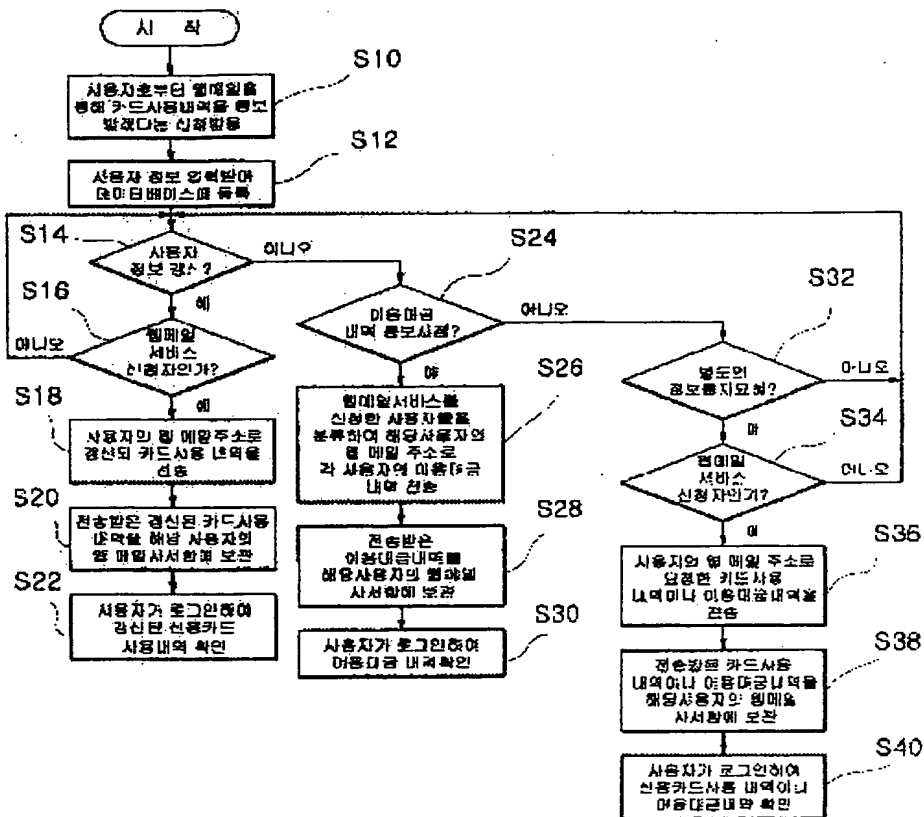 시 작
S10
사용자로부터 웹메일을
통해 카드사용내역을 통보
받겠다는 신청받음
S12
사용자 정보 입력받아
데이터베이스에 등록
S14
사용자
정보 갱신?
아니오
예
S16
웹메일
서비스
신청자인가?
아니오
예
S18
사용자의 웹 메일주소로
갱신된 카드사용 내역을
전송
S20
전송받은 갱신된 카드사용
내역을 해당 사용자의
웹 메일사서함에 보관
S22
사용자가 로그인하여
갱신된 신용카드
사용내역 확인
S24
이용대금
내역 통보시점?
아니오
예
S26
웹메일서비스를
신청한 사용자들을
분류하여 해당사용자의
웹 메일 주소로
각 사용자의 이용대금
내역 전송
S28
전송받은
이용대금내역을
해당사용자의 웹메일
사서함에 보관
S30
사용자가 로그인하여
이용대금 내역확인
S32
별도의
정보통지요청?
아니오
예
S34
웹메일
서비스
신청자인가?
아니오
예
S36
사용자의 웹 메일 주소로
요청한 카드사용
내역이나 이용대금내역을
전송
S38
전송받은 카드사용
내역이나 이용대금내역을
해당사용자의 웹메일
사서함에 보관
S40
사용자가 로그인하여
신용카드사용 내역이나
이용대금내역 확인